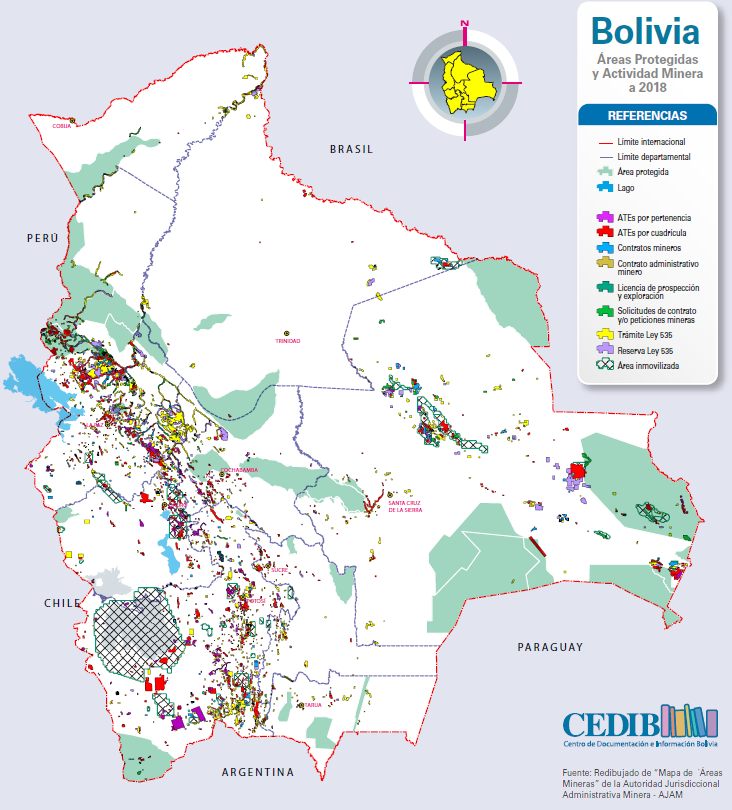 Bolivia
Áreas Protegidas
y Actividad Minera
a 2018
REFERENCIAS
Límite internacional
Límite departamental
Área protegida
Lago
ATEs por pertenencia
ATEs por cuadrícula
Contratos mineros
Contrato administrativo
minero
Licencia de prospección
y exploración
Solicitudes de contrato
y/o peticiones mineras
Trámite Ley 535
Reserva Ley 535
Área inmovilizada
N
COBIJA
BRASIL
PERÚ
TRINIDAD
LA PAZ
COCHABAMBA
SANTA CRUZ
DE LA SIERRA
SUCRE
POTOSÍ
CHILE
PARAGUAY
TARIJA
ARGENTINA
CEDIB
Centro de Documentación e Información Bolivia
Fuente: Redibujado de “Mapa de ¨Áreas
Mineras” de la Autoridad Jurisdiccional
Administrativa Minera - AJAM